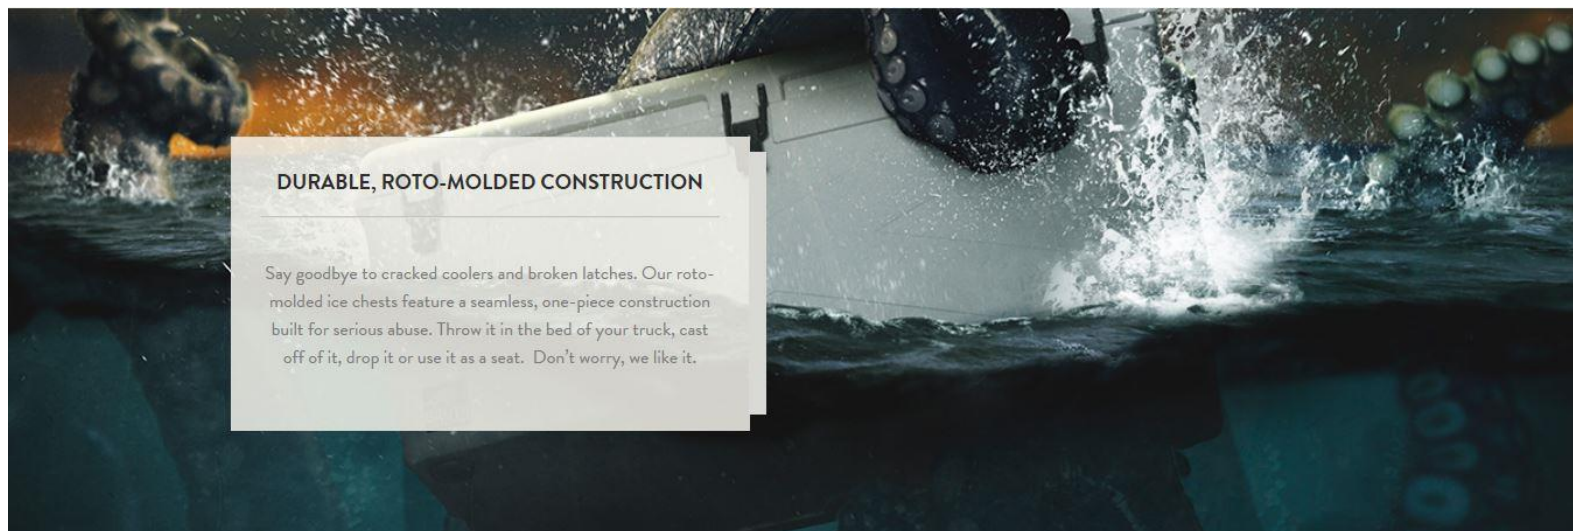 DURABLE, ROTO-MOLDED CONSTRUCTION
Say goodbye to cracked coolers and broken latches. Our roto-
molded ice chests feature a seamless, one-piece construction
built for serious abuse. Throw it in the bed of your truck, cast
off of it, drop it or use it as a seat.  Don't worry, we like it.